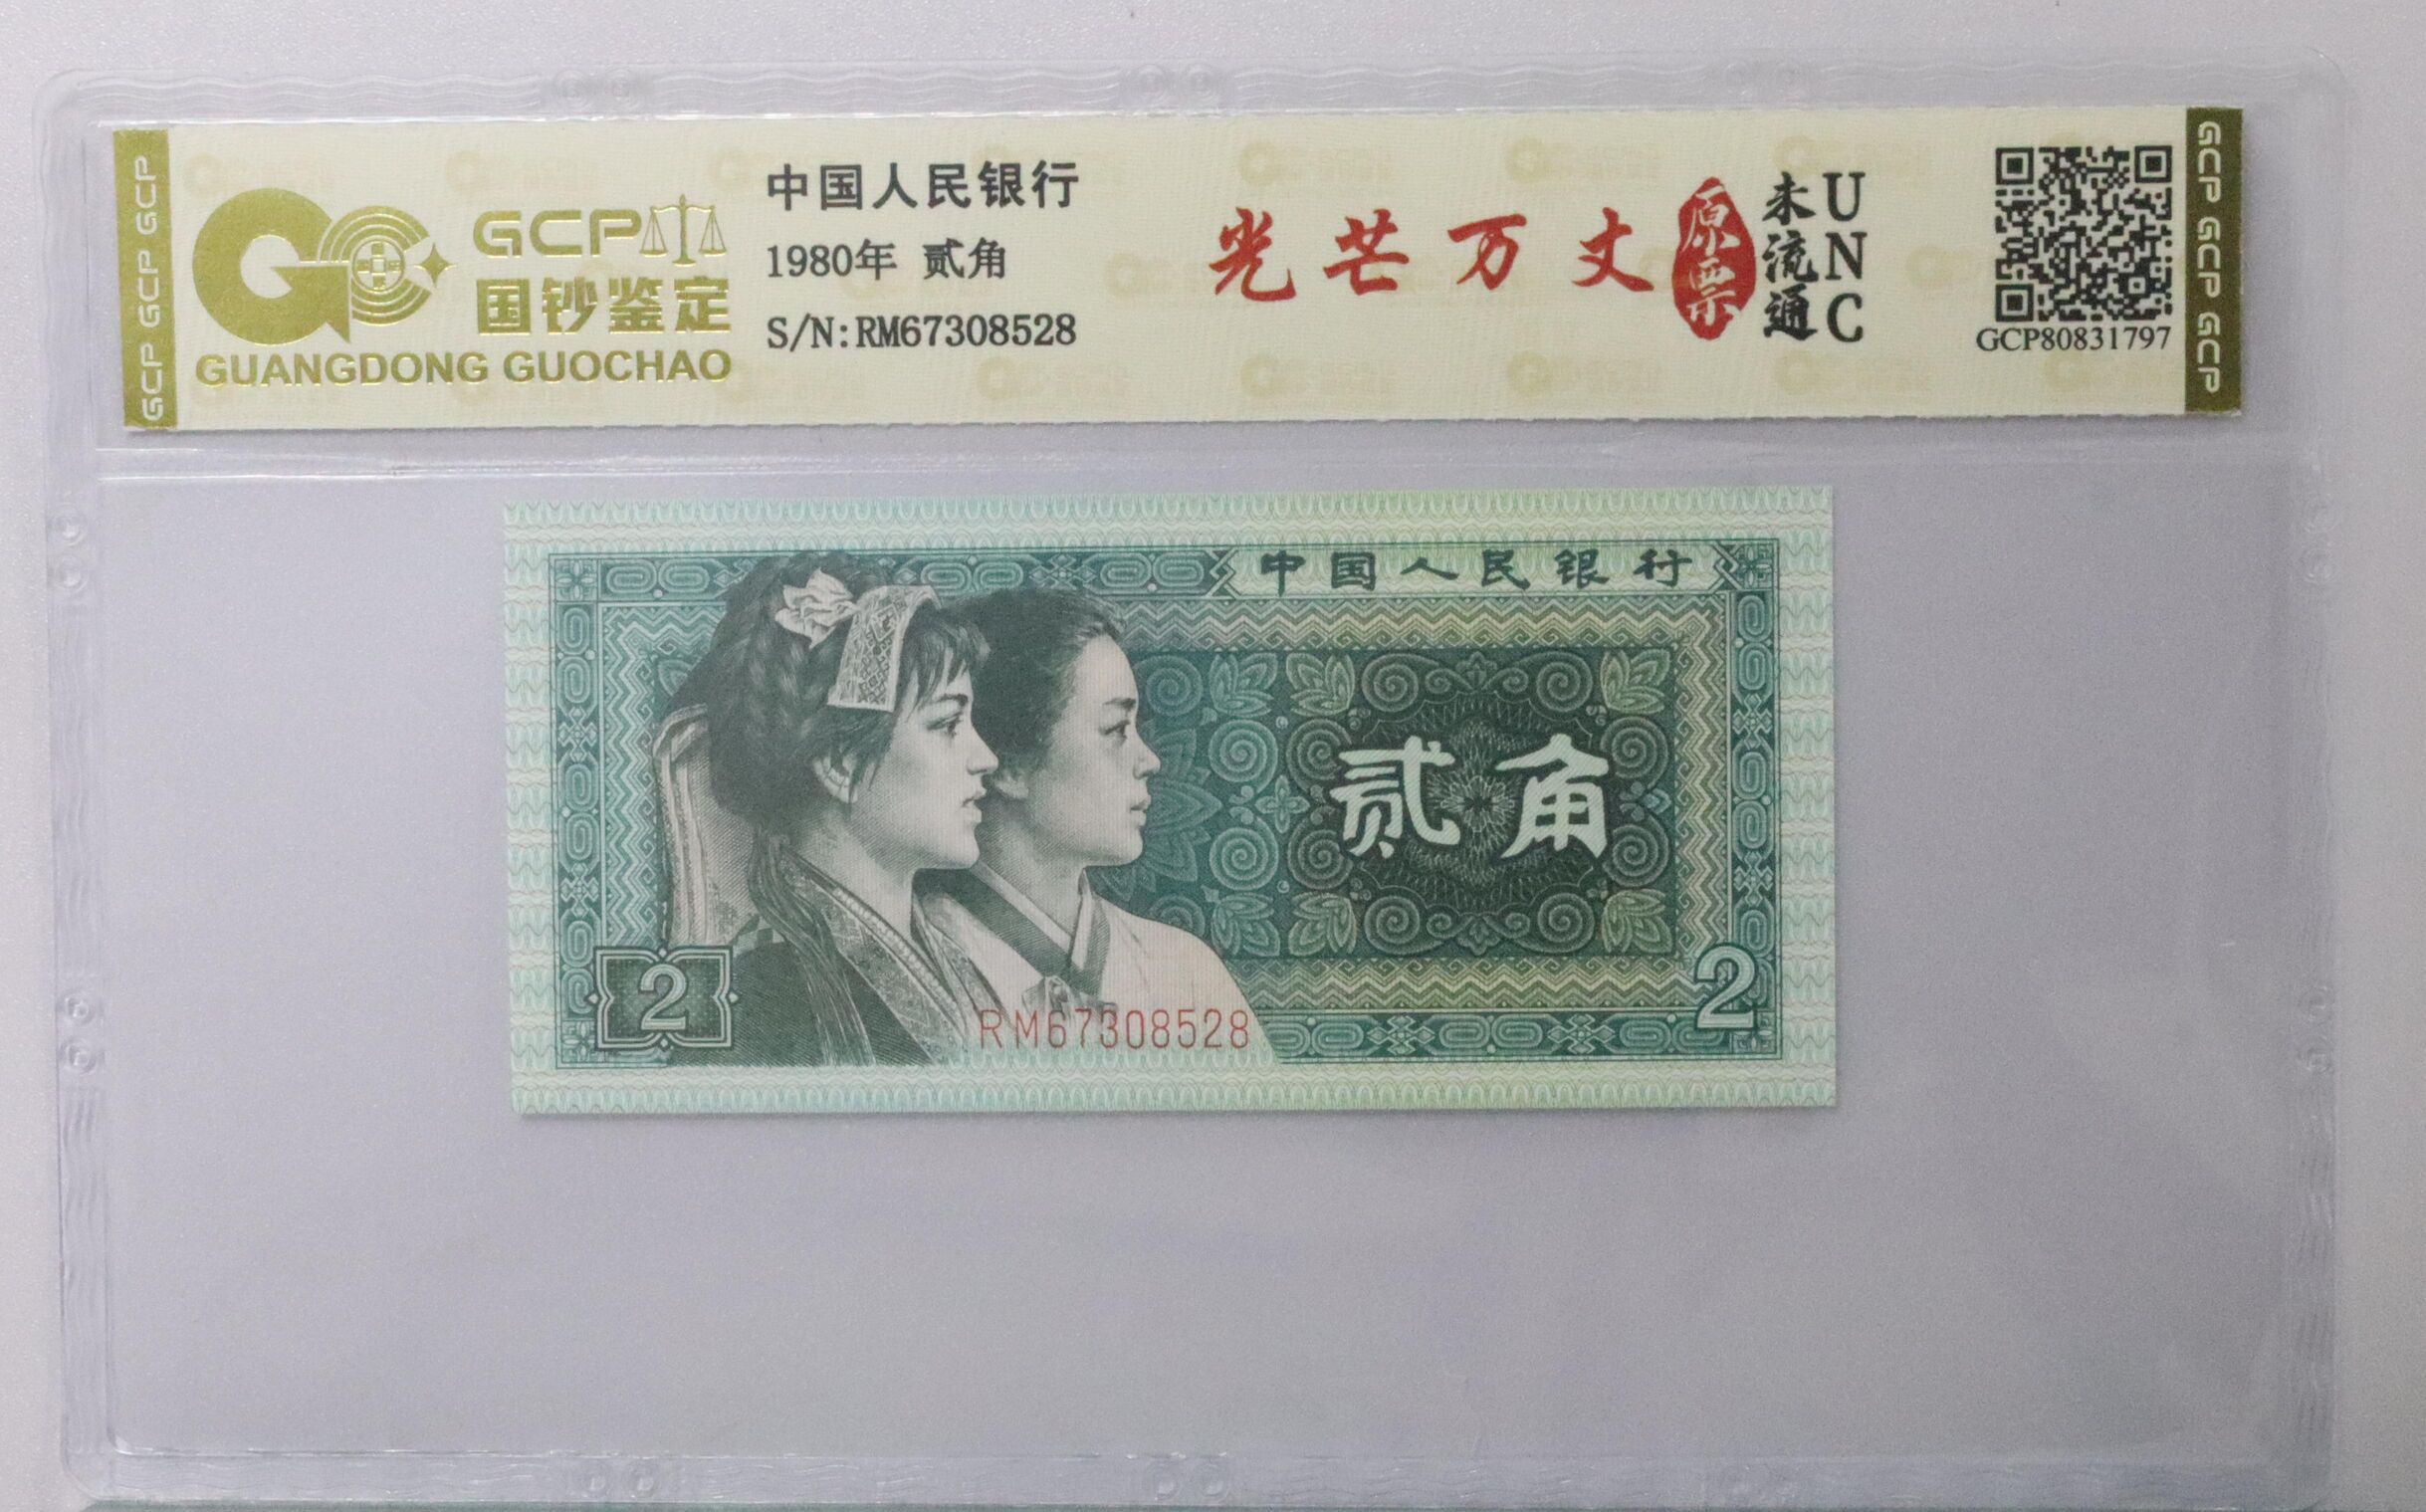 GCP GCP GCP
GCP
国钞鉴定
GUANGDONG GUOCHAO
中国人民银行
1980年 贰角
S/N:RM67308528
光芒万丈
原票
未流通
UNC
GCP80831797
GCP GCP GCP
中国人民银行
贰角
2
2
RM67308528